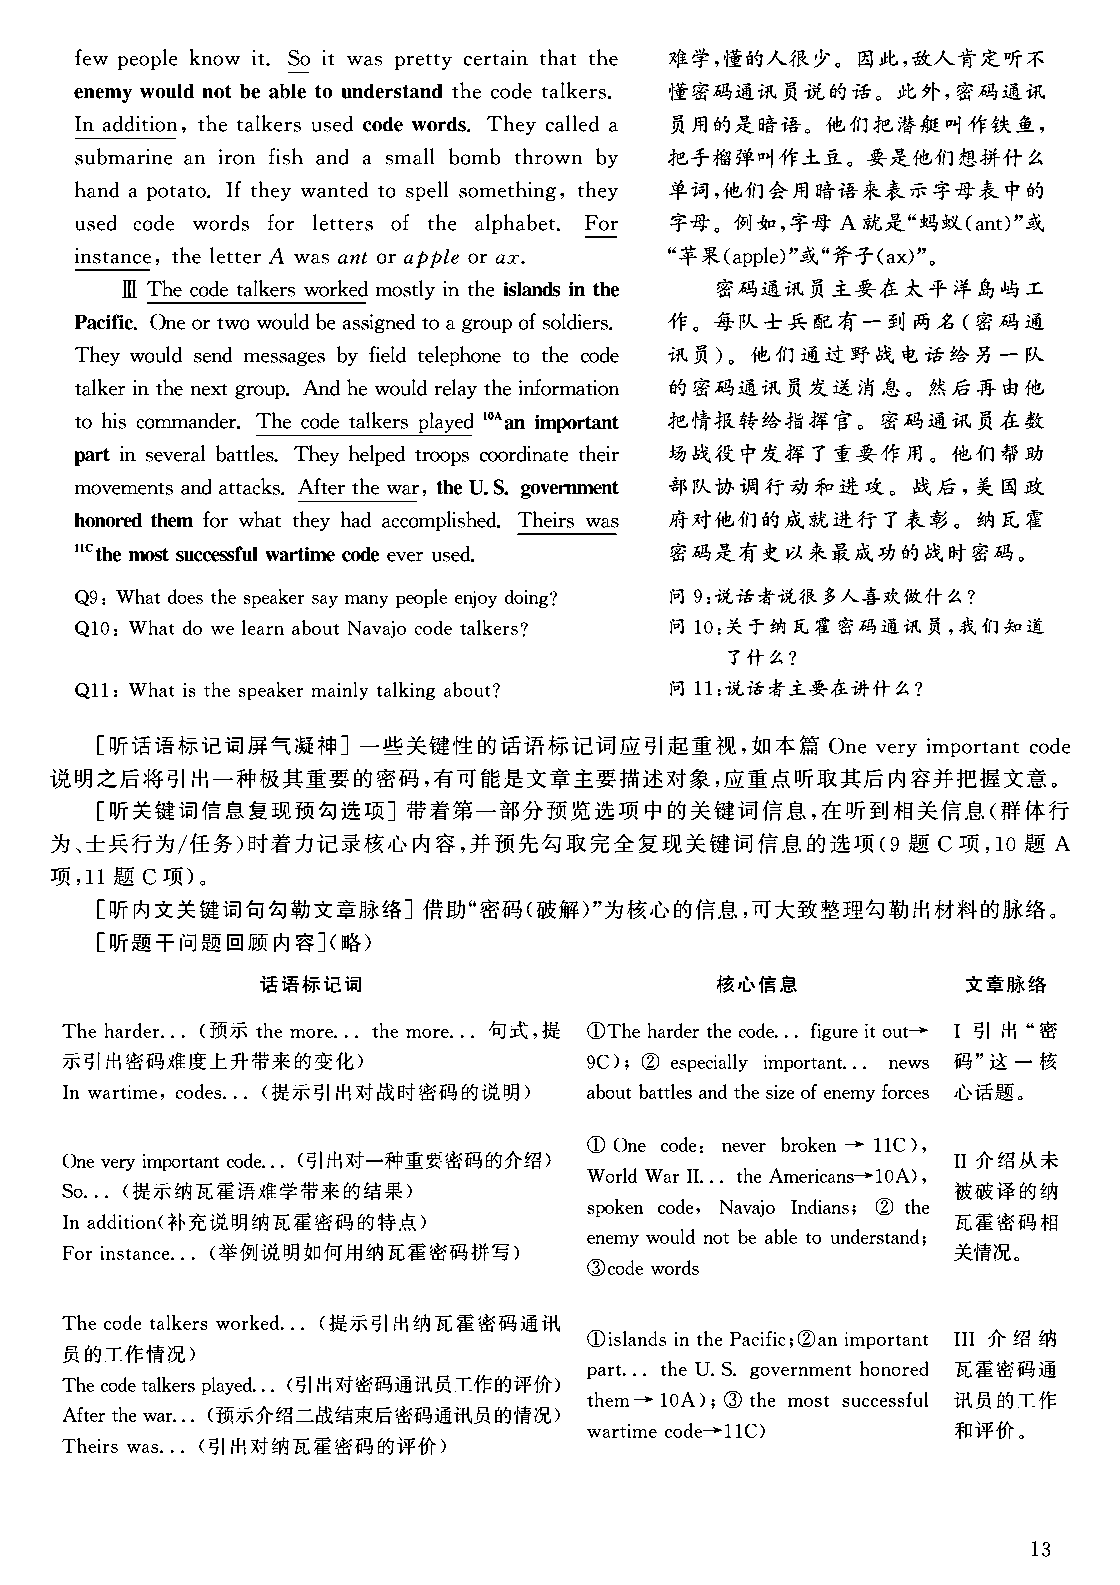 few people know it. So it was pretty certain that the
enemy would not be able to understand the code talkers.
In addition, the talkers used code words. They called a
submarine an iron fish and a small bomb thrown by
hand a potato. If they wanted to spell something, they
used code words for letters of the alphabet. For
instance, the letter A was ant or apple or ax.
Ⅲ The code talkers worked mostly in the islands in the
Pacific. One or two would be assigned to a group of soldiers.
They would send messages by field telephone to the code
talker in the next group. And he would relay the information
to his commander. The code talkers played 10A an important
part in several battles. They helped troops coordinate their
movements and attacks. After the war, the U.S. government
honored them for what they had accomplished. Theirs was
11C the most successful wartime code ever used.
Q9: What does the speaker say many people enjoy doing?
Q10: What do we learn about Navajo code talkers?
Q11: What is the speaker mainly talking about?
难学,懂的人很少。因此,敌人肯定听不
懂密码通讯员说的话。此外,密码通讯
员用的是暗语。他们把潜艇叫作铁鱼,
把手榴弹叫作土豆。要是他们想拼什么
单词,他们会用暗语来表示字母表中的
字母。例如,字母 A 就是“蚂蚁(ant)”或
“苹果(apple)”或“斧子(ax)”。
密码通讯员主要在太平洋岛屿工
作。每队士兵配有一到两名(密码通
讯员)。他们通过野战电话给另一队
的密码通讯员发送消息。然后再由他
把情报转给指挥官。密码通讯员在数
场战役中发挥了重要作用。他们帮助
部队协调行动和进攻。战后,美国政
府对他们的成就进行了表彰。纳瓦霍
密码是有史以来最成功的战时密码。
问 9:说话者说很多人喜欢做什么?
问 10:关于纳瓦霍密码通讯员,我们知道
了什么?
问 11:说话者主要在讲什么?
[听话语标记词屏气凝神] 一些关键性的话语标记词应引起重视,如本篇 One very important code
说明之后将引出一种极其重要的密码,有可能是文章主要描述对象,应重点听取其后内容并把握文意。
[听关键词信息复现预勾选项] 带着第一部分预览选项中的关键词信息,在听到相关信息(群体行
为、士兵行为/任务)时着力记录核心内容,并预先勾取完全复现关键词信息的选项(9 题 C 项,10 题 A
项,11 题 C 项)。
[听内文关键词句勾勒文章脉络] 借助“密码(破解)”为核心的信息,可大致整理勾勒出材料的脉络。
[听题干问题回顾内容](略)
话语标记词 核心信息 文章脉络
The harder... (预示 the more... the more... 句式,提
示引出密码难度上升带来的变化)
In wartime, codes... (提示引出对战时密码的说明)
①The harder the code... figure it out→
9C); ② especially important... news
about battles and the size of enemy forces
I 引出“密
码”这一核
心话题。
One very important code... (引出对一种重要密码的介绍)
So... (提示纳瓦霍语难学带来的结果)
In addition(补充说明纳瓦霍密码的特点)
For instance... (举例说明如何用纳瓦霍密码拼写)
① One code: never broken → 11C),
World War II... the Americans→10A),
spoken code, Navajo Indians; ② the
enemy would not be able to understand;
③code words
II 介绍从未
被破译的纳
瓦霍密码相
关情况。
The code talkers worked... (提示引出纳瓦霍密码通讯
员的工作情况)
The code talkers played... (引出对密码通讯员工作的评价)
After the war... (预示介绍二战结束后密码通讯员的情况)
Theirs was... (引出对纳瓦霍密码的评价)
①islands in the Pacific;②an important
part... the U.S. government honored
them→10A); ③ the most successful
wartime code→11C)
III 介绍纳
瓦霍密码通
讯员的工作
和评价。
13